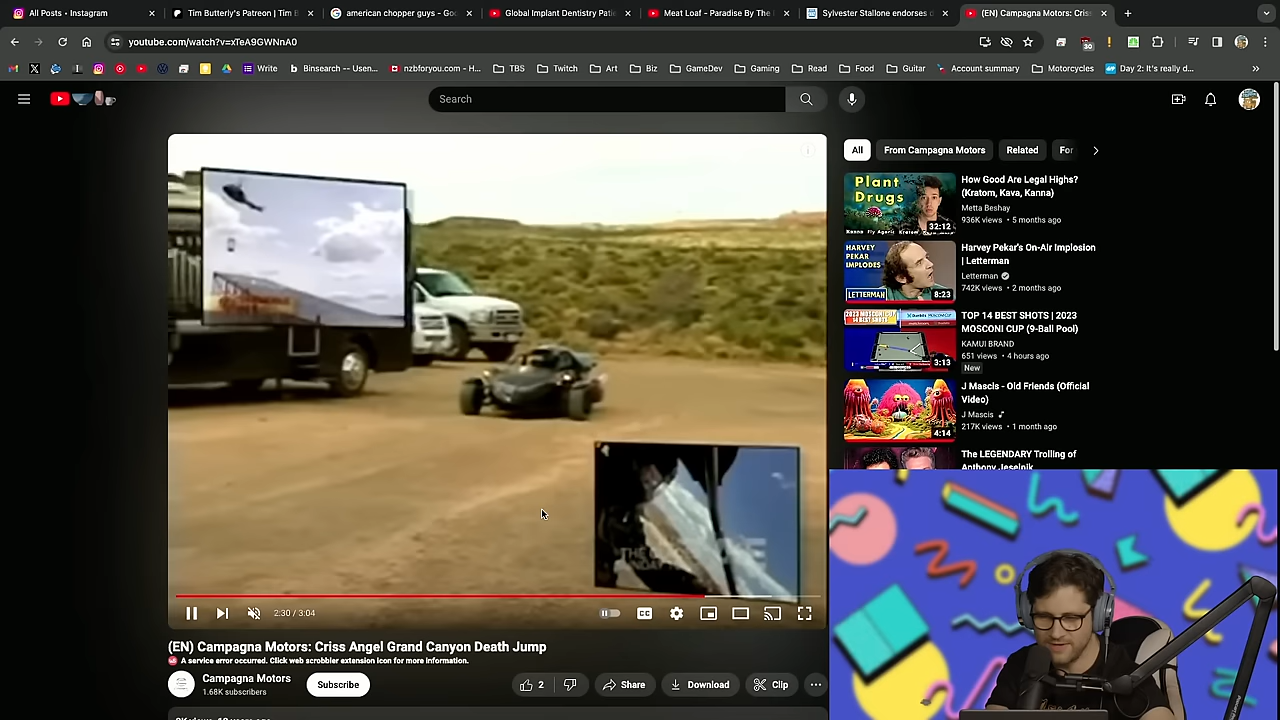 All Posts - Instagram
Tim Butterly's Patreon | Tim B
american chopper guys - Go
Global Implant Dentistry Patie
Meat Loaf - Paradise By The
Sylvester Stallone endorses
(EN) Campagna Motors: Criss
youtube.com/watch?v=xTeA9GWNnA0
30
Write
Binsearch -- Usen...
nzbforyou.com - H...
TBS
Twitch
Art
Biz
GameDev
Gaming
Read
Food
Guitar
Account summary
Motorcycles
Day 2: It's really d...
Search
2:30 / 3:04
CC
(EN) Campagna Motors: Criss Angel Grand Canyon Death Jump
A service error occurred. Click web scrobbler extension icon for more information.
Campagna Motors
1.68K subscribers
Subscribe
2
Share
Download
Clip
All
From Campagna Motors
Related
For
Plant
Drugs
32:12
How Good Are Legal Highs?
(Kratom, Kava, Kanna)
Metta Beshay
936K views • 5 months ago
HARVEY
PEKAR
IMPLODES
LETTERMAN
8:23
Harvey Pekar's On-Air Implosion
| Letterman
Letterman
742K views • 2 months ago
3:13
TOP 14 BEST SHOTS | 2023
MOSCONI CUP (9-Ball Pool)
KAMUI BRAND
651 views • 4 hours ago
New
4:14
J Mascis - Old Friends (Official
Video)
J Mascis
217K views • 1 month ago
The LEGENDARY Trolling of
Anthony Jeselnik